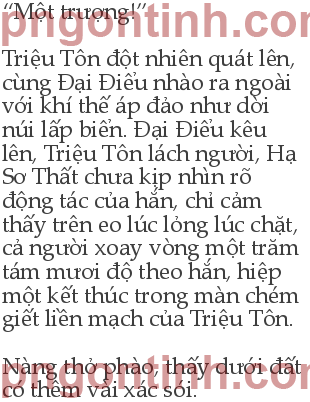 “Một trượng!”
Triệu Tôn đột nhiên quát lên,
cùng Đại Điểu nhào ra ngoài
với khí thế áp đảo như dời
núi lấp biển. Đại Điểu kêu
lên, Triệu Tôn lách người, Hạ
Sơ Thất chưa kịp nhìn rõ
động tác của hắn, chỉ cảm
thấy trên eo lúc lỏng lúc chặt,
cả người xoay vòng một trăm
tám mươi độ theo hắn, hiệp
một kết thúc trong màn chém
giết liền mạch của Triệu Tôn.
Nàng thở phào, thấy dưới đất
có thêm vài xác sói.
pngontinh.com
pngontinh.com